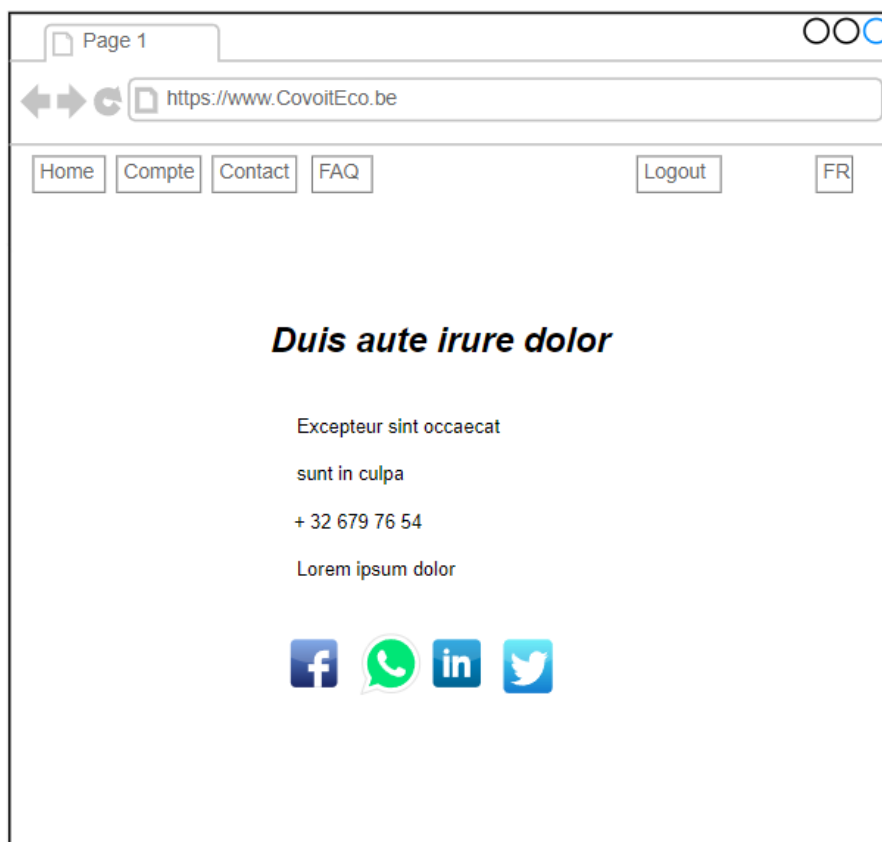 Page 1
https://www.CovoitEco.be
Home Compte Contact FAQ Logout FR
Duis aute irure dolor
Excepteur sint occaecat
sunt in culpa
+ 32 679 76 54
Lorem ipsum dolor
f in